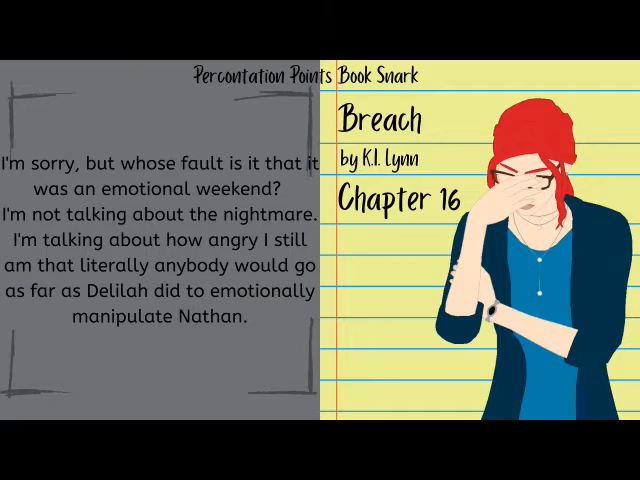 Percontation Points Book Snark
Breach
by K.I. Lynn
Chapter 16
I'm sorry, but whose fault is it that it
was an emotional weekend?
I'm not talking about the nightmare.
I'm talking about how angry I still
am that literally anybody would go
as far as Delilah did to emotionally
manipulate Nathan.